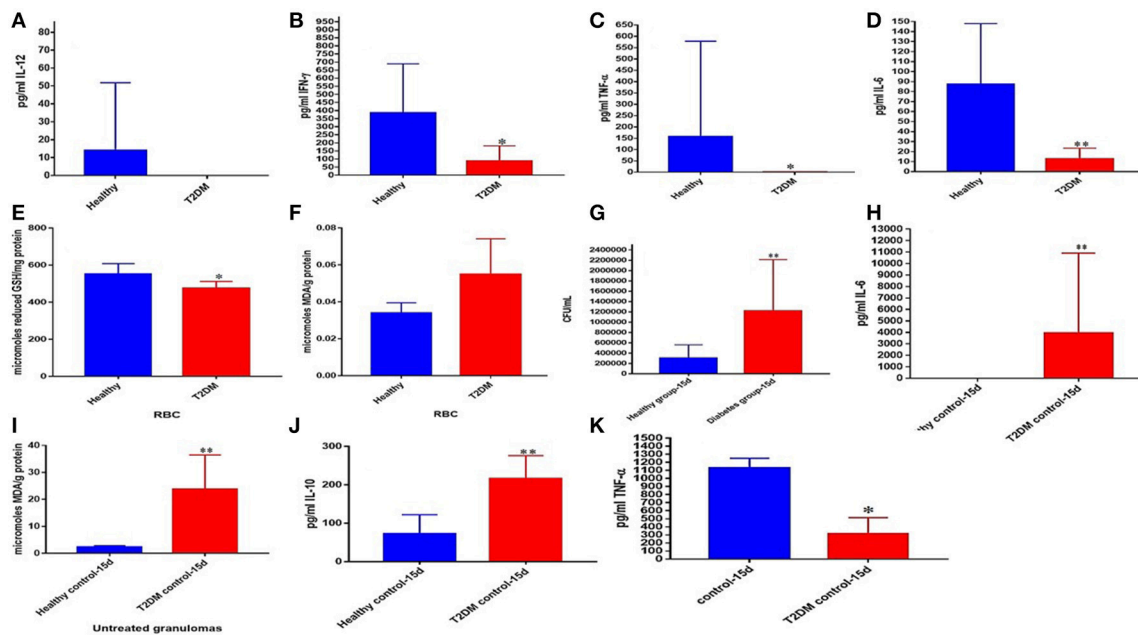 A
pg/ml IL-12
80
70
60
50
40
30
20
10
0
Healthy
T2DM
B
pg/ml IFN-γ
950
900
850
800
750
700
650
600
550
500
450
400
350
300
250
200
150
100
50
0
Healthy
*
T2DM
C
pg/ml TNF-α
650
600
550
500
450
400
350
300
250
200
150
100
50
0
Healthy
*
T2DM
D
pg/ml IL-6
150
140
130
120
110
100
90
80
70
60
50
40
30
20
10
0
Healthy
**
T2DM
E
micromoles reduced GSH/mg protein
800
600
400
200
0
Healthy
*
T2DM
RBC
F
micromoles MDA/g protein
0.08
0.06
0.04
0.02
0.00
Healthy
T2DM
RBC
G
CFU/mL
2400000
2200000
2000000
1800000
1600000
1400000
1200000
1000000
800000
600000
400000
200000
0
Healthy group-15d
**
Diabetes group-15d
H
pg/ml IL-6
13000
12000
11000
10000
9000
8000
7000
6000
5000
4000
3000
2000
1000
0
hy control-15d
**
T2DM control-15d
I
micromoles MDA/g protein
40
30
20
10
0
Healthy control-15d
**
T2DM control-15d
Untreated granulomas
J
pg/ml IL-10
300
200
100
0
Healthy control-15d
**
T2DM control-15d
K
pg/ml TNF-α
1500
1400
1300
1200
1100
1000
900
800
700
600
500
400
300
200
100
0
control-15d
*
T2DM control-15d